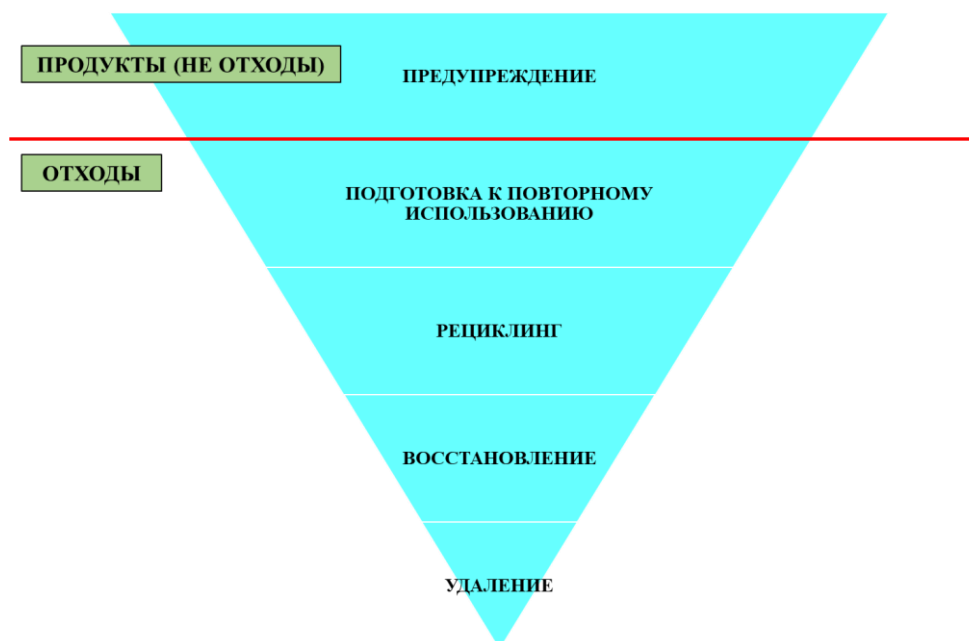 ПРОДУКТЫ (НЕ ОТХОДЫ)
ПРЕДУПРЕЖДЕНИЕ
ОТХОДЫ
ПОДГОТОВКА К ПОВТОРНОМУ
ИСПОЛЬЗОВАНИЮ
РЕЦИКЛИНГ
ВОССТАНОВЛЕНИЕ
УДАЛЕНИЕ